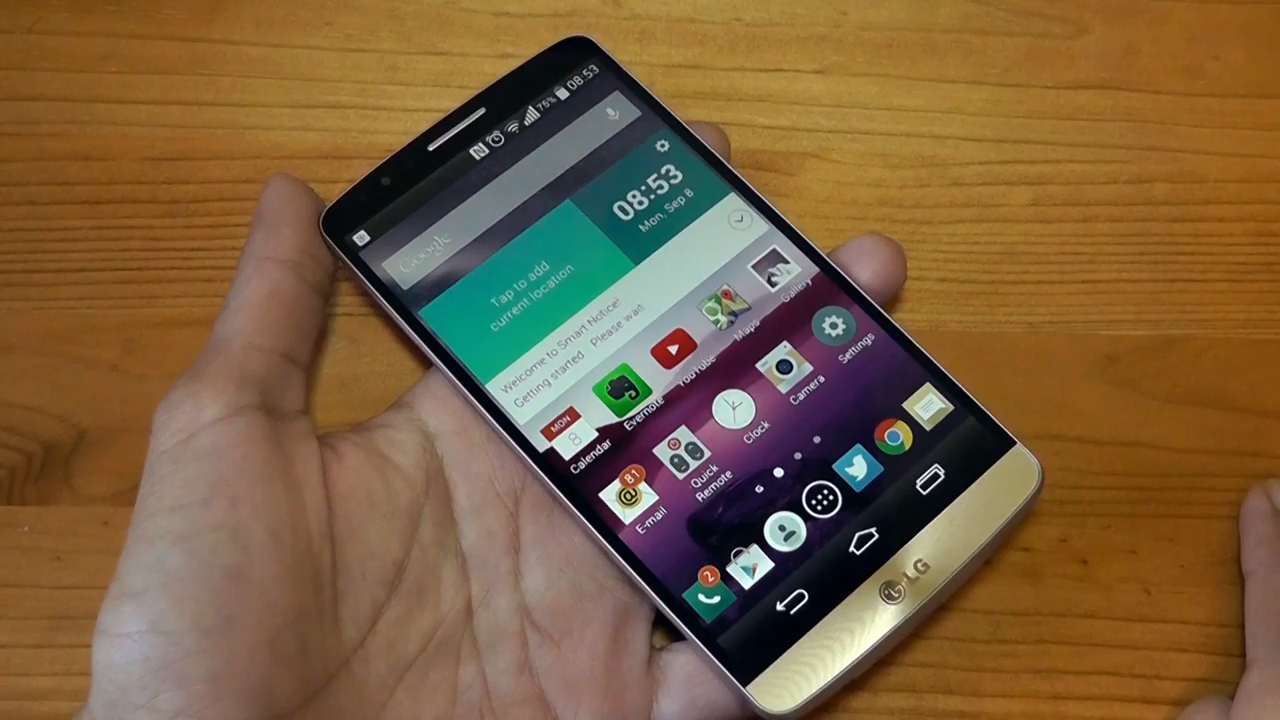 75% 08:53
Google
08:53
Mon, Sep 8
Tap to add
current location
Welcome to Smart Notice!
Getting started Please wait
MON
8
Calendar
Evernote
YouTube
Maps
Gallery
81
@
E-mail
Quick
Remote
Clock
Camera
Settings
G
2
LG